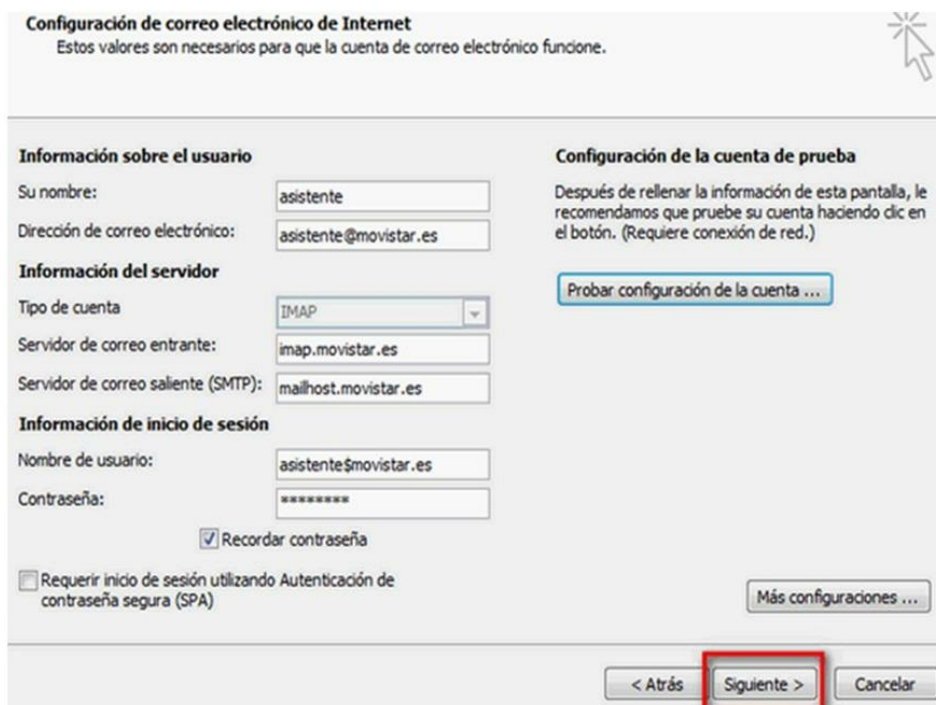 Configuración de correo electrónico de Internet
Estos valores son necesarios para que la cuenta de correo electrónico funcione.
Información sobre el usuario
Su nombre:
asistente
Dirección de correo electrónico:
asistente@movistar.es
Información del servidor
Tipo de cuenta
IMAP
Servidor de correo entrante:
imap.movistar.es
Servidor de correo saliente (SMTP):
mailhost.movistar.es
Información de inicio de sesión
Nombre de usuario:
asistente$movistar.es
Contraseña:
********
Recordar contraseña
Requerir inicio de sesión utilizando Autenticación de
contraseña segura (SPA)
Configuración de la cuenta de prueba
Después de rellenar la información de esta pantalla, le
recomendamos que pruebe su cuenta haciendo clic en
el botón. (Requiere conexión de red.)
Probar configuración de la cuenta ...
Más configuraciones ...
< Atrás
Siguiente >
Cancelar